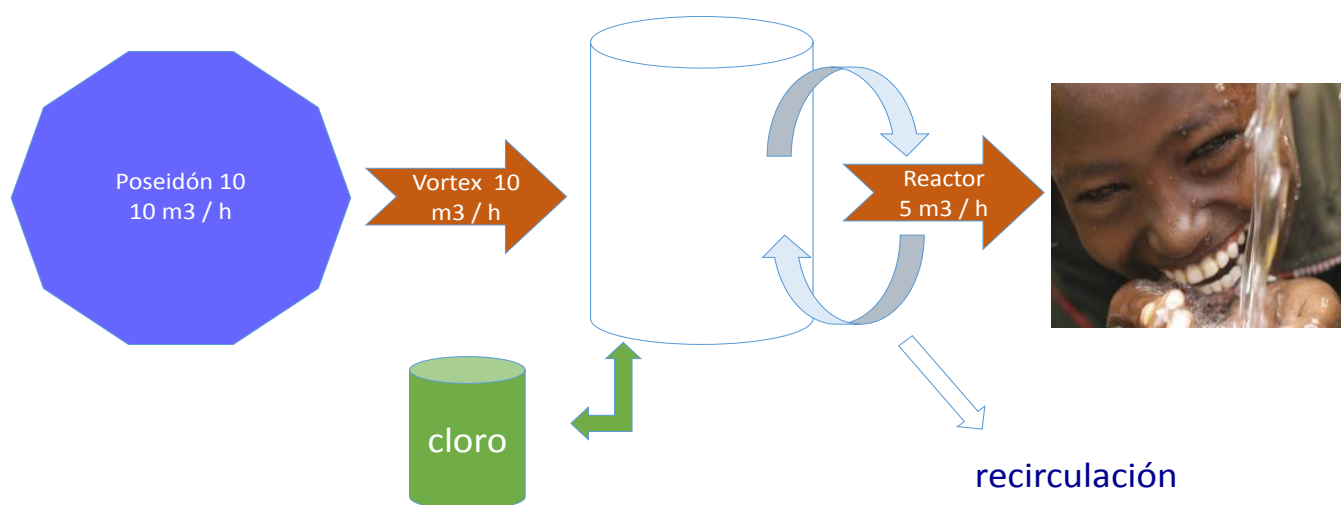 Poseidón 10
10 m3 / h
Vortex 10
m3 / h
Reactor
5 m3 / h
cloro
recirculación